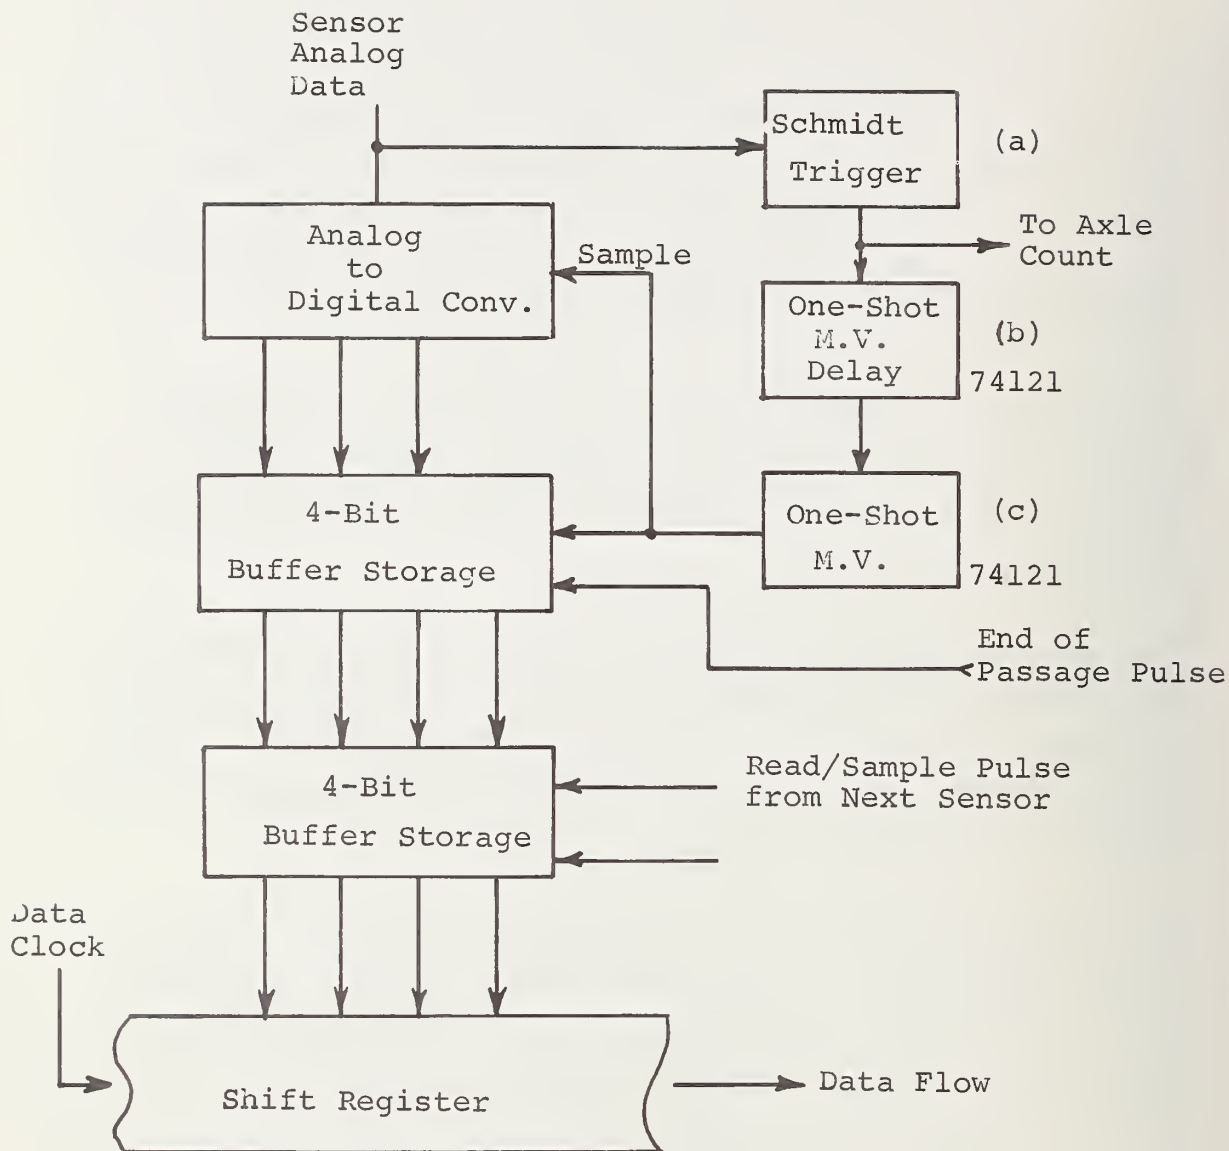 Sensor
Analog
Data
Schmidt
Trigger
(a)
To Axle
Count
Analog
to
Digital Conv.
Sample
One-Shot
M.V.
Delay
(b)
74121
4-Bit
Buffer Storage
One-Shot
M.V.
(c)
74121
End of
Passage Pulse
4-Bit
Buffer Storage
Read/Sample Pulse
from Next Sensor
Data
Clock
Shift Register
Data Flow